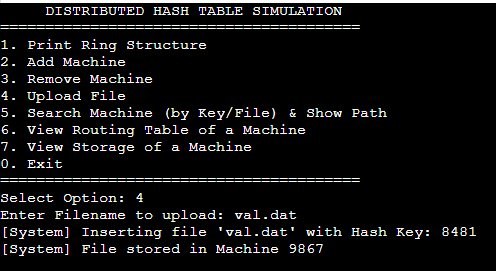 DISTRIBUTED HASH TABLE SIMULATION
========================================
1. Print Ring Structure
2. Add Machine
3. Remove Machine
4. Upload File
5. Search Machine (by Key/File) & Show Path
6. View Routing Table of a Machine
7. View Storage of a Machine
0. Exit
========================================
Select Option: 4
Enter Filename to upload: val.dat
[System] Inserting file 'val.dat' with Hash Key: 8481
[System] File stored in Machine 9867